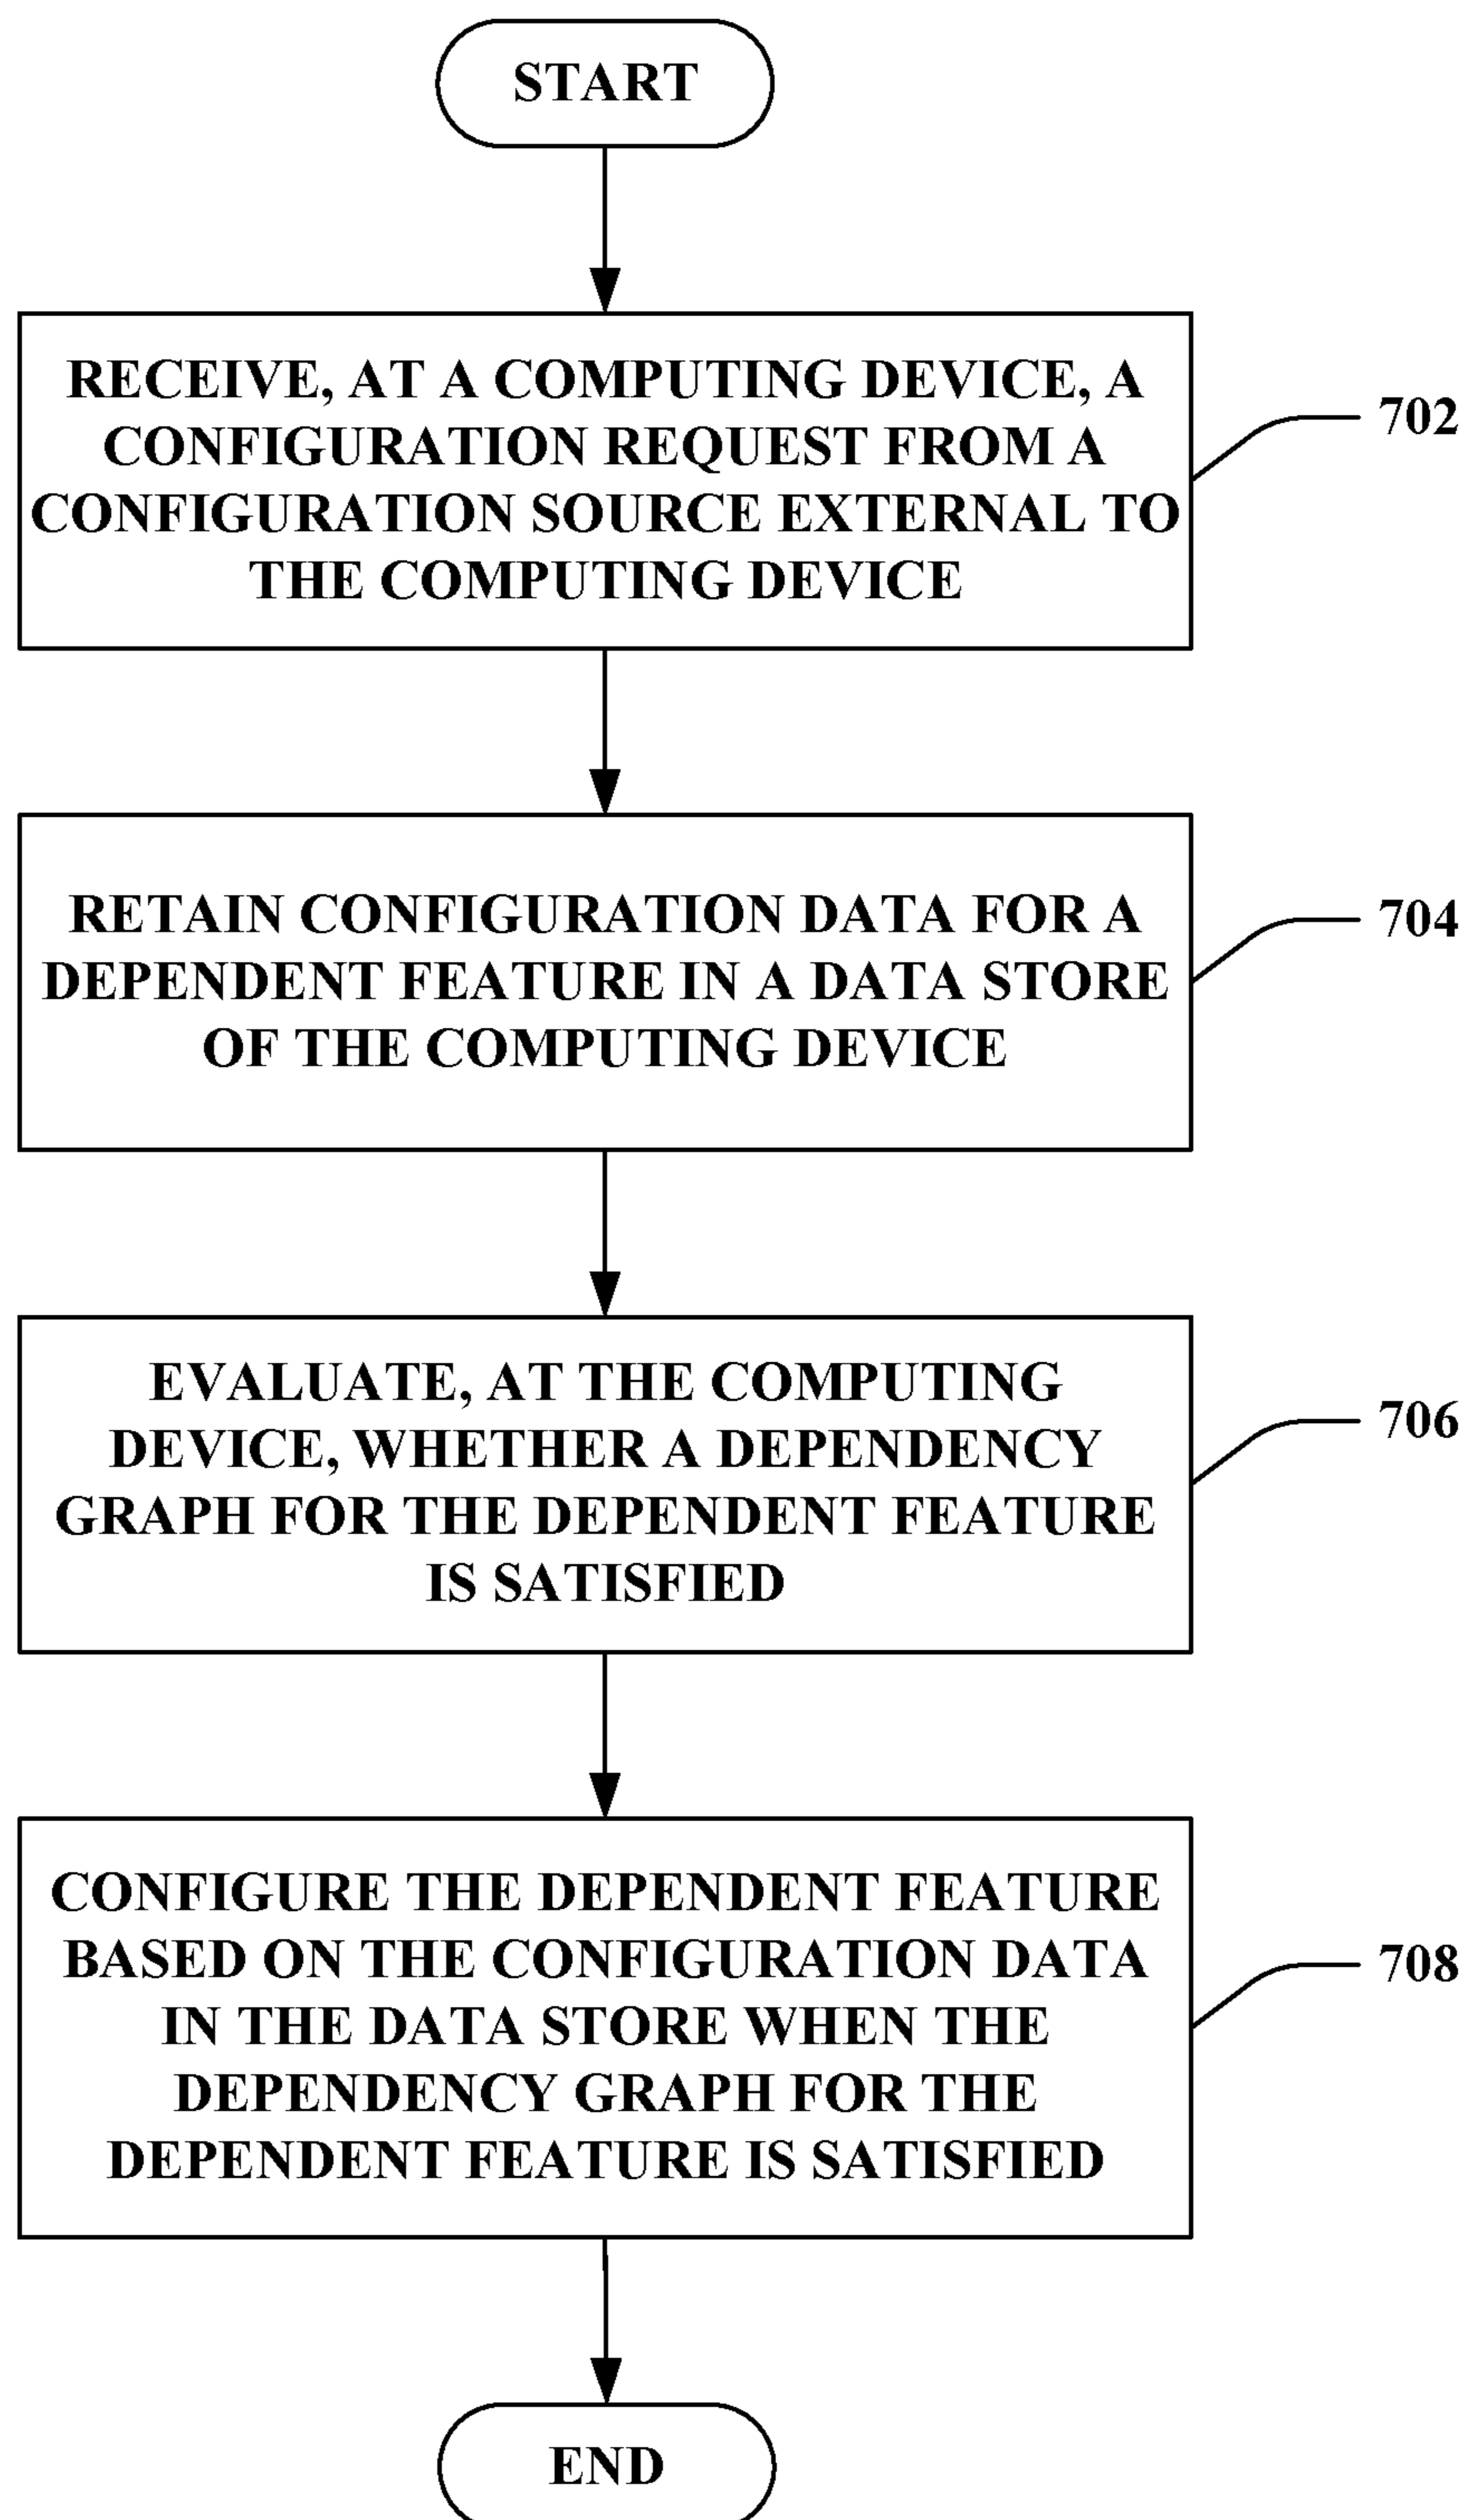 START
RECEIVE, AT A COMPUTING DEVICE, A
CONFIGURATION REQUEST FROM A
CONFIGURATION SOURCE EXTERNAL TO
THE COMPUTING DEVICE
702
RETAIN CONFIGURATION DATA FOR A
DEPENDENT FEATURE IN A DATA STORE
OF THE COMPUTING DEVICE
704
EVALUATE, AT THE COMPUTING
DEVICE, WHETHER A DEPENDENCY
GRAPH FOR THE DEPENDENT FEATURE
IS SATISFIED
706
CONFIGURE THE DEPENDENT FEATURE
BASED ON THE CONFIGURATION DATA
IN THE DATA STORE WHEN THE
DEPENDENCY GRAPH FOR THE
DEPENDENT FEATURE IS SATISFIED
708
END